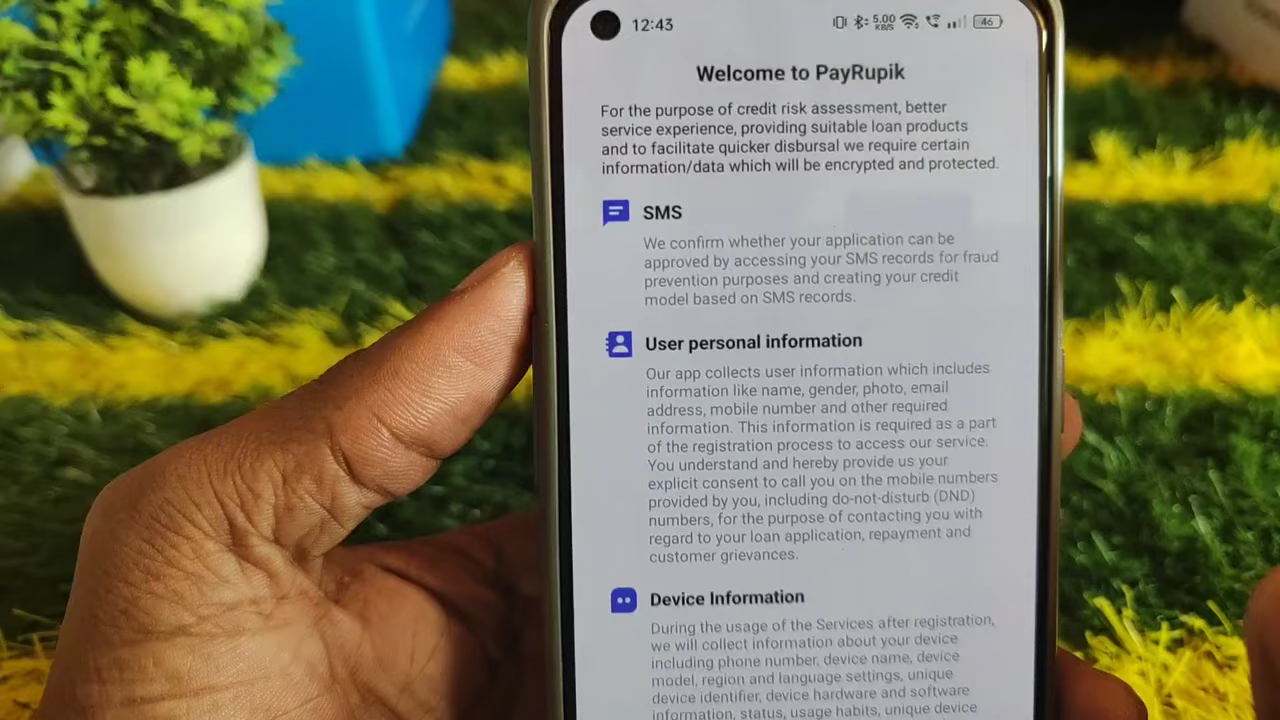 12:43
5.00
KB/S
46
Welcome to PayRupik
For the purpose of credit risk assessment, better
service experience, providing suitable loan products
and to facilitate quicker disbursal we require certain
information/data which will be encrypted and protected.
SMS
We confirm whether your application can be
approved by accessing your SMS records for fraud
prevention purposes and creating your credit
model based on SMS records.
User personal information
Our app collects user information which includes
information like name, gender, photo, email
address, mobile number and other required
information. This information is required as a part
of the registration process to access our service.
You understand and hereby provide us your
explicit consent to call you on the mobile numbers
provided by you, including do-not-disturb (DND)
numbers, for the purpose of contacting you with
regard to your loan application, repayment and
customer grievances.
Device Information
During the usage of the Services after registration,
we will collect information about your device
including phone number, device name, device
model, region and language settings, unique
device identifier, device hardware and software
information, status, usage habits, unique device